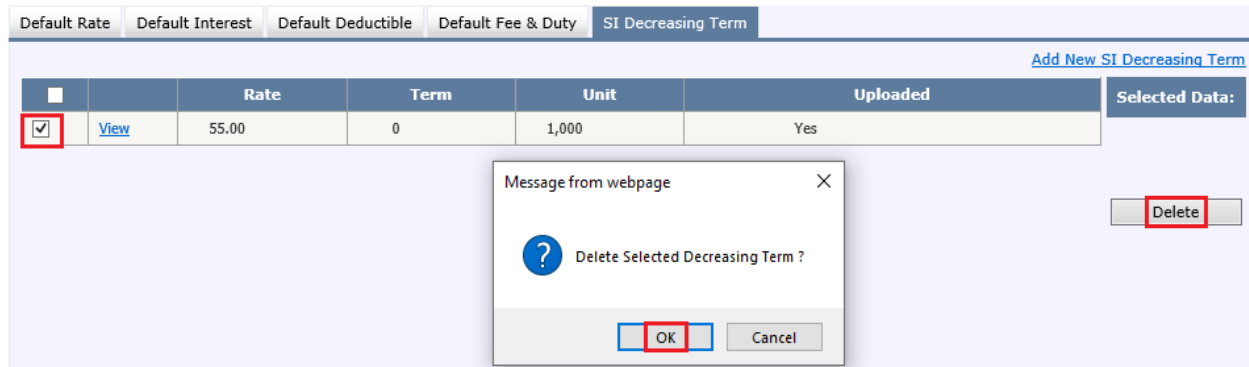 Default Rate Default Interest Default Deductible Default Fee & Duty SI Decreasing Term
Add New SI Decreasing Term
Rate Term Unit Uploaded Selected Data:
View 55.00 0 1,000 Yes
Message from webpage
Delete
? Delete Selected Decreasing Term ?
OK Cancel